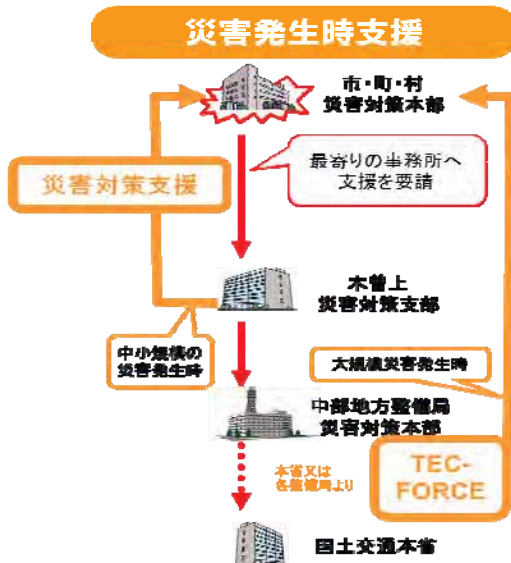 災害発生時支援
市・町・村
災害対策本部
最寄りの事務所へ
支援を要請
災害対策支援
木曽上
災害対策支部
中小規模の
災害発生時
大規模災害発生時
中部地方整備局
災害対策本部
本省又は
各整備局より
TEC-
FORCE
国土交通本省